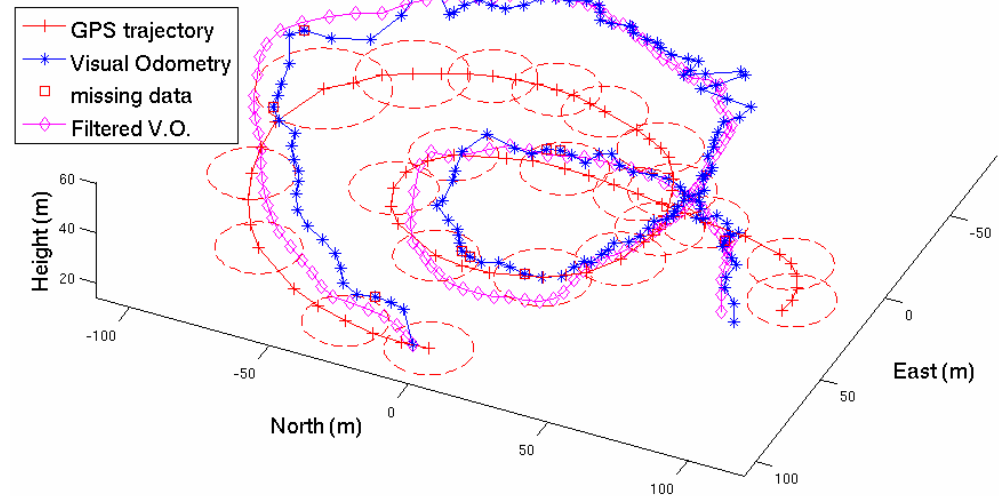 GPS trajectory
Visual Odometry
missing data
Filtered V.O.
60
40
20
Height (m)
-100
-50
0
50
100
North (m)
-50
0
50
100
East (m)